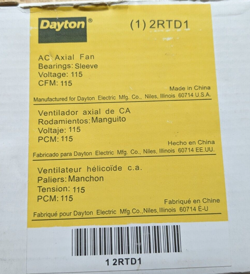 Dayton®
(1) 2RTD1
AC Axial Fan
Bearings: Sleeve
Voltage: 115
CFM: 115
Made in China
Manufactured for Dayton Electric Mfg. Co., Niles, Illinois 60714 U.S.A.
Ventilador axial de CA
Rodamientos: Manguito
Voltaje: 115
PCM: 115
Hecho en China
Fabricado para Dayton Electric Mfg. Co., Niles, Illinois 60714 EE.UU.
Ventilateur hélicoïde c.a.
Paliers: Manchon
Tension: 115
PCM: 115
Fabriqué en China
Fabriqué pour Dayton Electric Mfg. Co., Niles, Illinois 60714 É-U
1 2RTD1